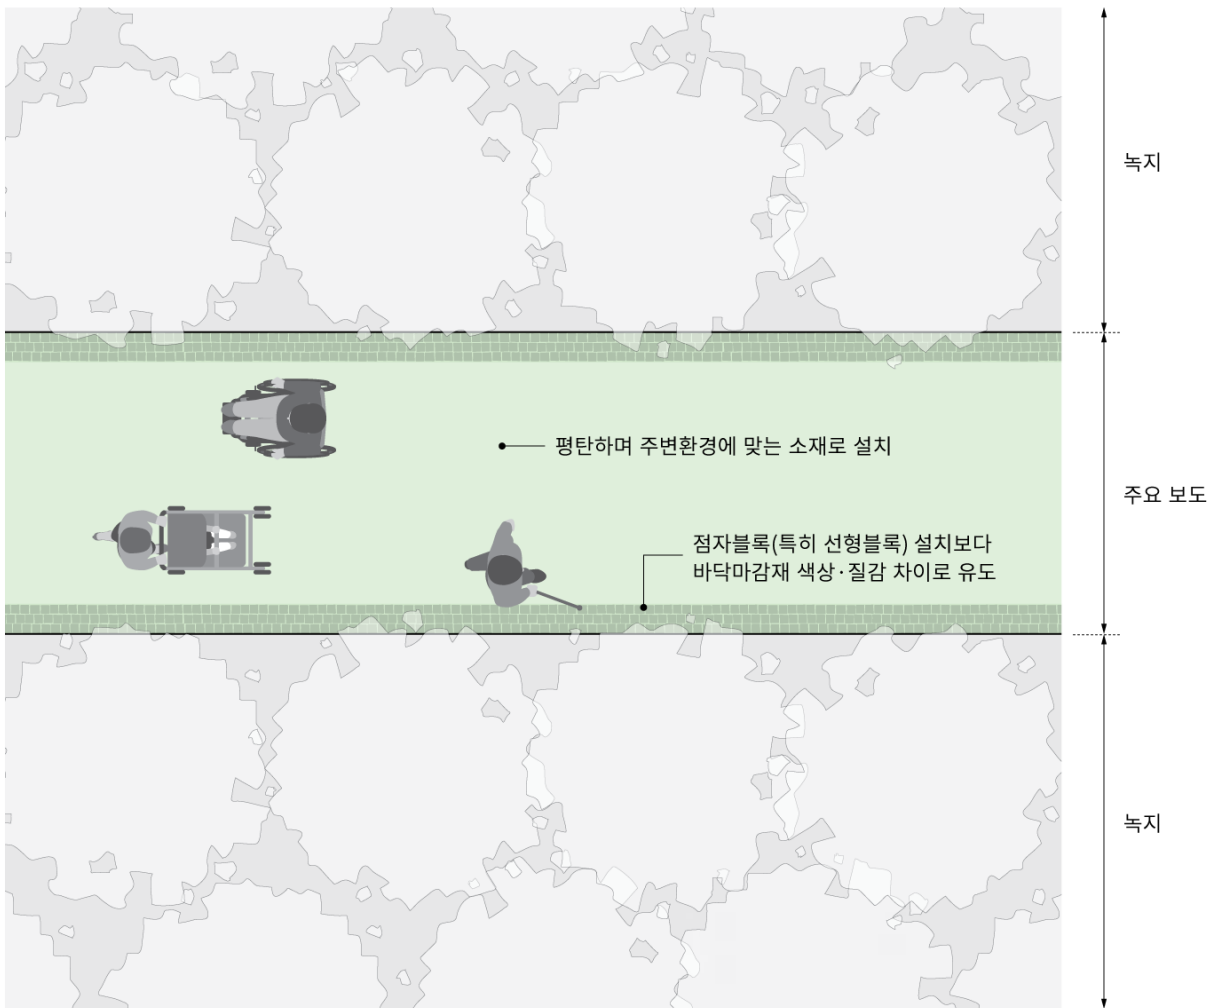 녹지
평탄하며 주변환경에 맞는 소재로 설치
주요 보도
점자블록(특히 선형블록) 설치보다
바닥마감재 색상·질감 차이로 유도
녹지